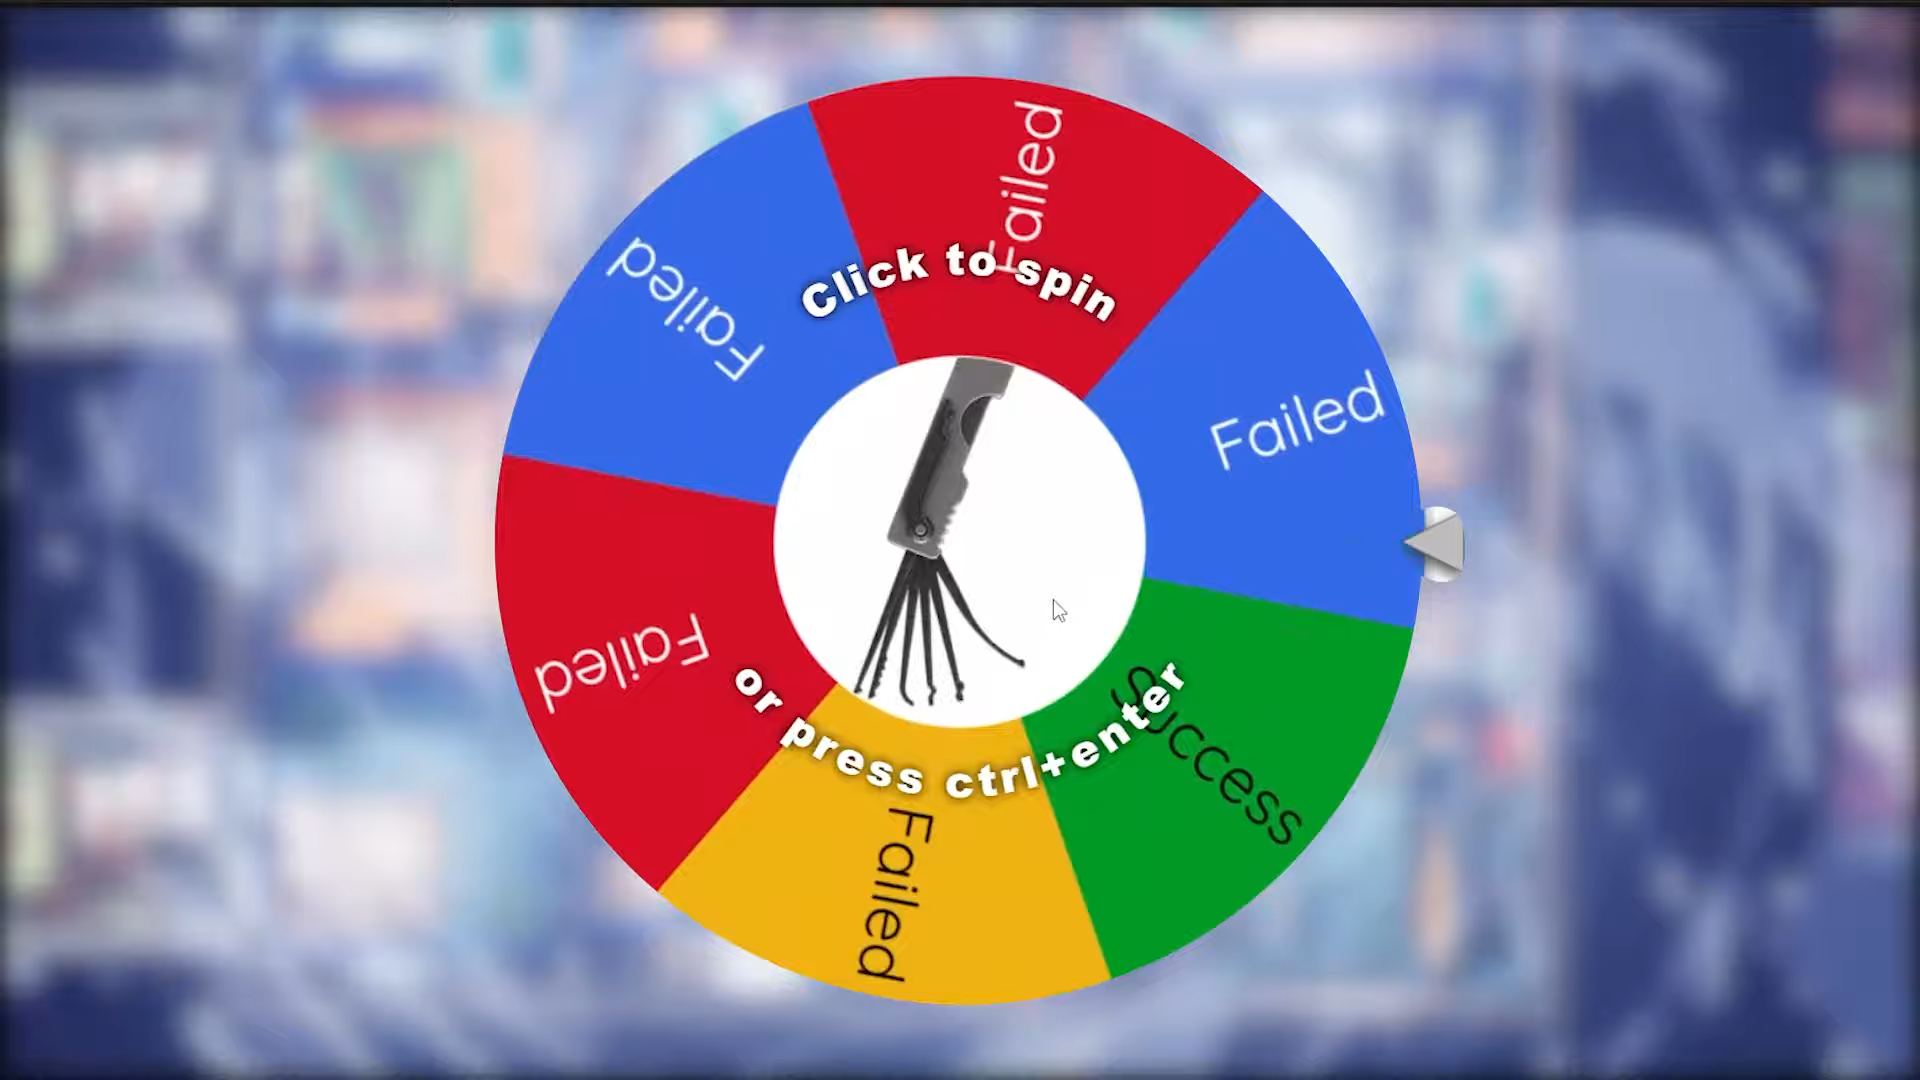 Failed
Failed
Click to spin
Failed
Failed
or press ctrl+enter
Success
Failed